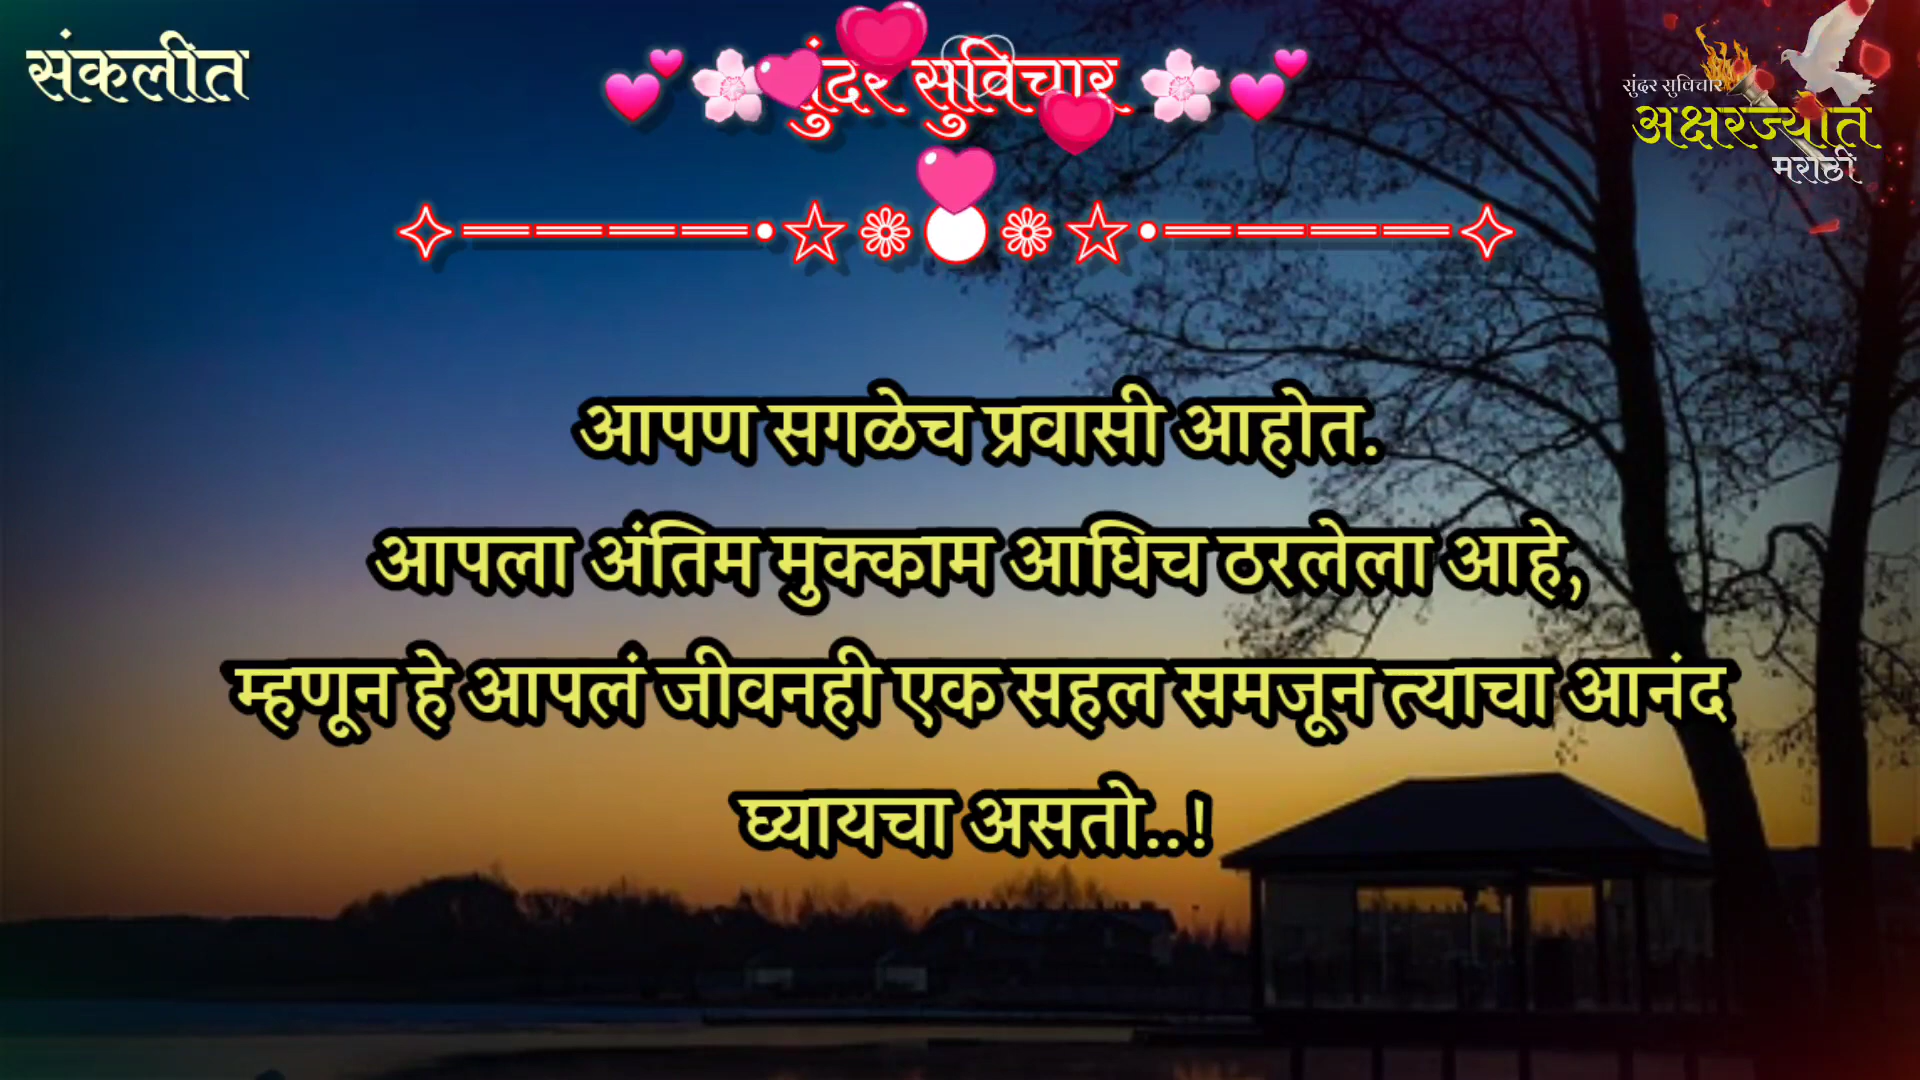 संकलीत
💕🌸सुंदर सुविचार🌸💕
सुंदर सुविचार
अक्षरज्योत
मराठी
✧════•☆❁⬤❁☆•════✧
आपण सगळेच प्रवासी आहोत.
आपला अंतिम मुक्काम आधिच ठरलेला आहे,
म्हणून हे आपलं जीवनही एक सहल समजून त्याचा आनंद
घ्यायचा असतो..!